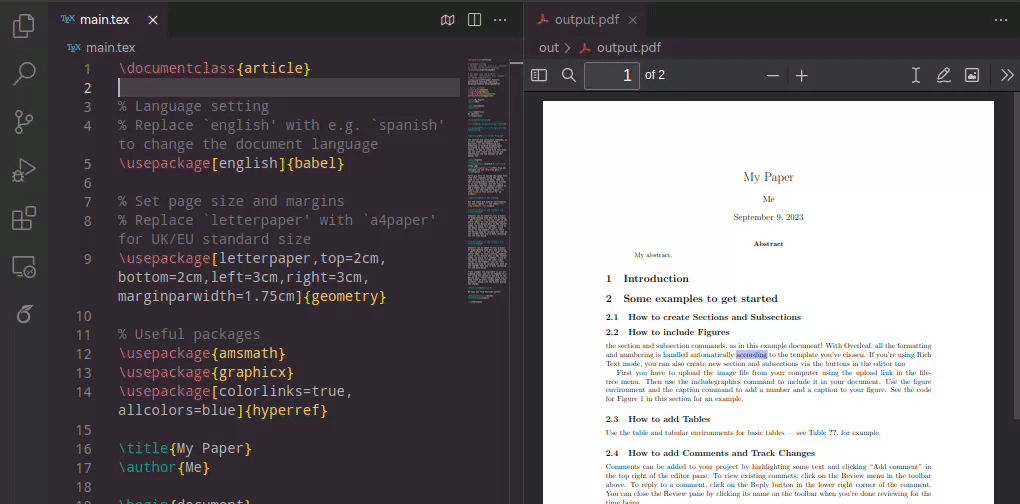 main.tex
main.tex
1 \documentclass{article}
2
3 % Language setting
4 % Replace `english' with e.g. `spanish'
to change the document language
5 \usepackage[english]{babel}
6
7 % Set page size and margins
8 % Replace `letterpaper' with `a4paper'
for UK/EU standard size
9 \usepackage[letterpaper,top=2cm,
bottom=2cm,left=3cm,right=3cm,
marginparwidth=1.75cm]{geometry}
10
11 % Useful packages
12 \usepackage{amsmath}
13 \usepackage{graphicx}
14 \usepackage[colorlinks=true,
allcolors=blue]{hyperref}
15
16 \title{My Paper}
17 \author{Me}
18
\begin{document}
output.pdf
out > output.pdf
1 of 2
My Paper
Me
September 9, 2023
Abstract
My abstract.
1 Introduction
2 Some examples to get started
2.1 How to create Sections and Subsections
2.2 How to include Figures
the section and subsection commands, as in this example document! With Overleaf, all the formatting
and numbering is handled automatically according to the template you've chosen. If you're using Rich
Text mode, you can also create new section and subsections via the buttons in the editor too
First you have to upload the image file from your computer using the upload link in the file-
tree menu. Then use the includegraphics command to include it in your document. Use the figure
environment and the caption command to add a number and a caption to your figure. See the code
for Figure 1 in this section for an example.
2.3 How to add Tables
Use the table and tabular environments for basic tables — see Table ??, for example.
2.4 How to add Comments and Track Changes
Comments can be added to your project by highlighting some text and clicking “Add comment” in
the top right of the editor pane. To view existing commets, click on the Review menu in the toolbar
above. To reply to a comment, click on the Reply button in the lower right corner of the comment.
You can close the Review pane by clicking its name on the toolbar when you're done reviewing for the
time being.